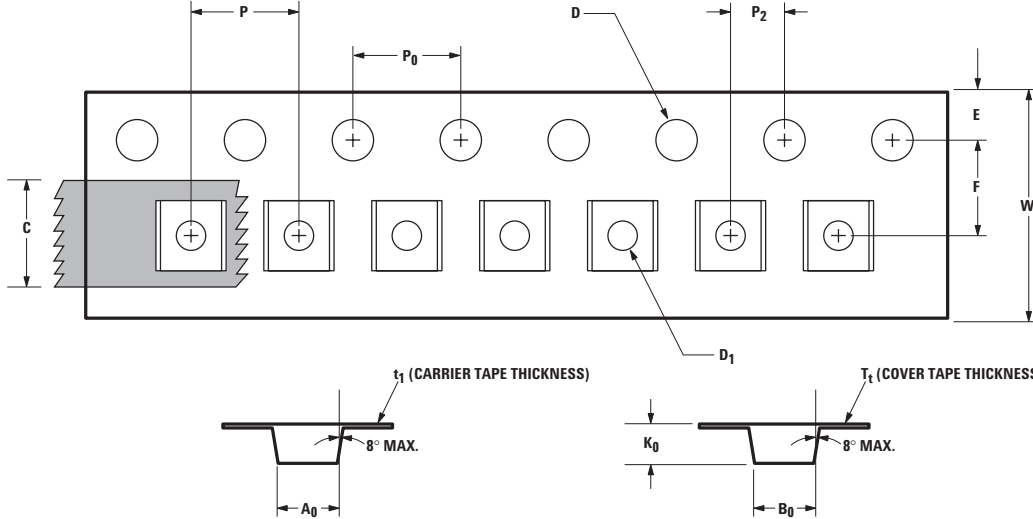 P
P0
D
P2
E
F
W
C
D1
t1 (CARRIER TAPE THICKNESS)
Tt (COVER TAPE THICKNESS
8° MAX.
K0
8° MAX.
A0
B0